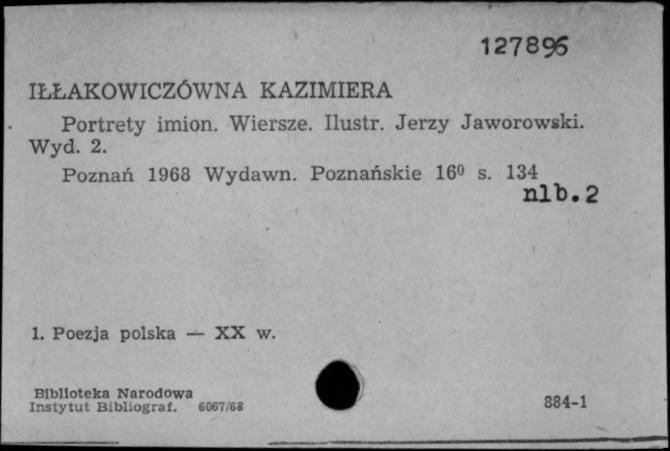 127896
IŁŁAKOWICZÓWNA KAZIMIERA
Portrety imion. Wiersze. Ilustr. Jerzy Jaworowski.
Wyd. 2.
Poznań 1968 Wydawn. Poznańskie 16⁰ s. 134
nlb.2
1. Poezja polska — XX w.
Biblioteka Narodowa
Instytut Bibliograf. 6067/68
884-1